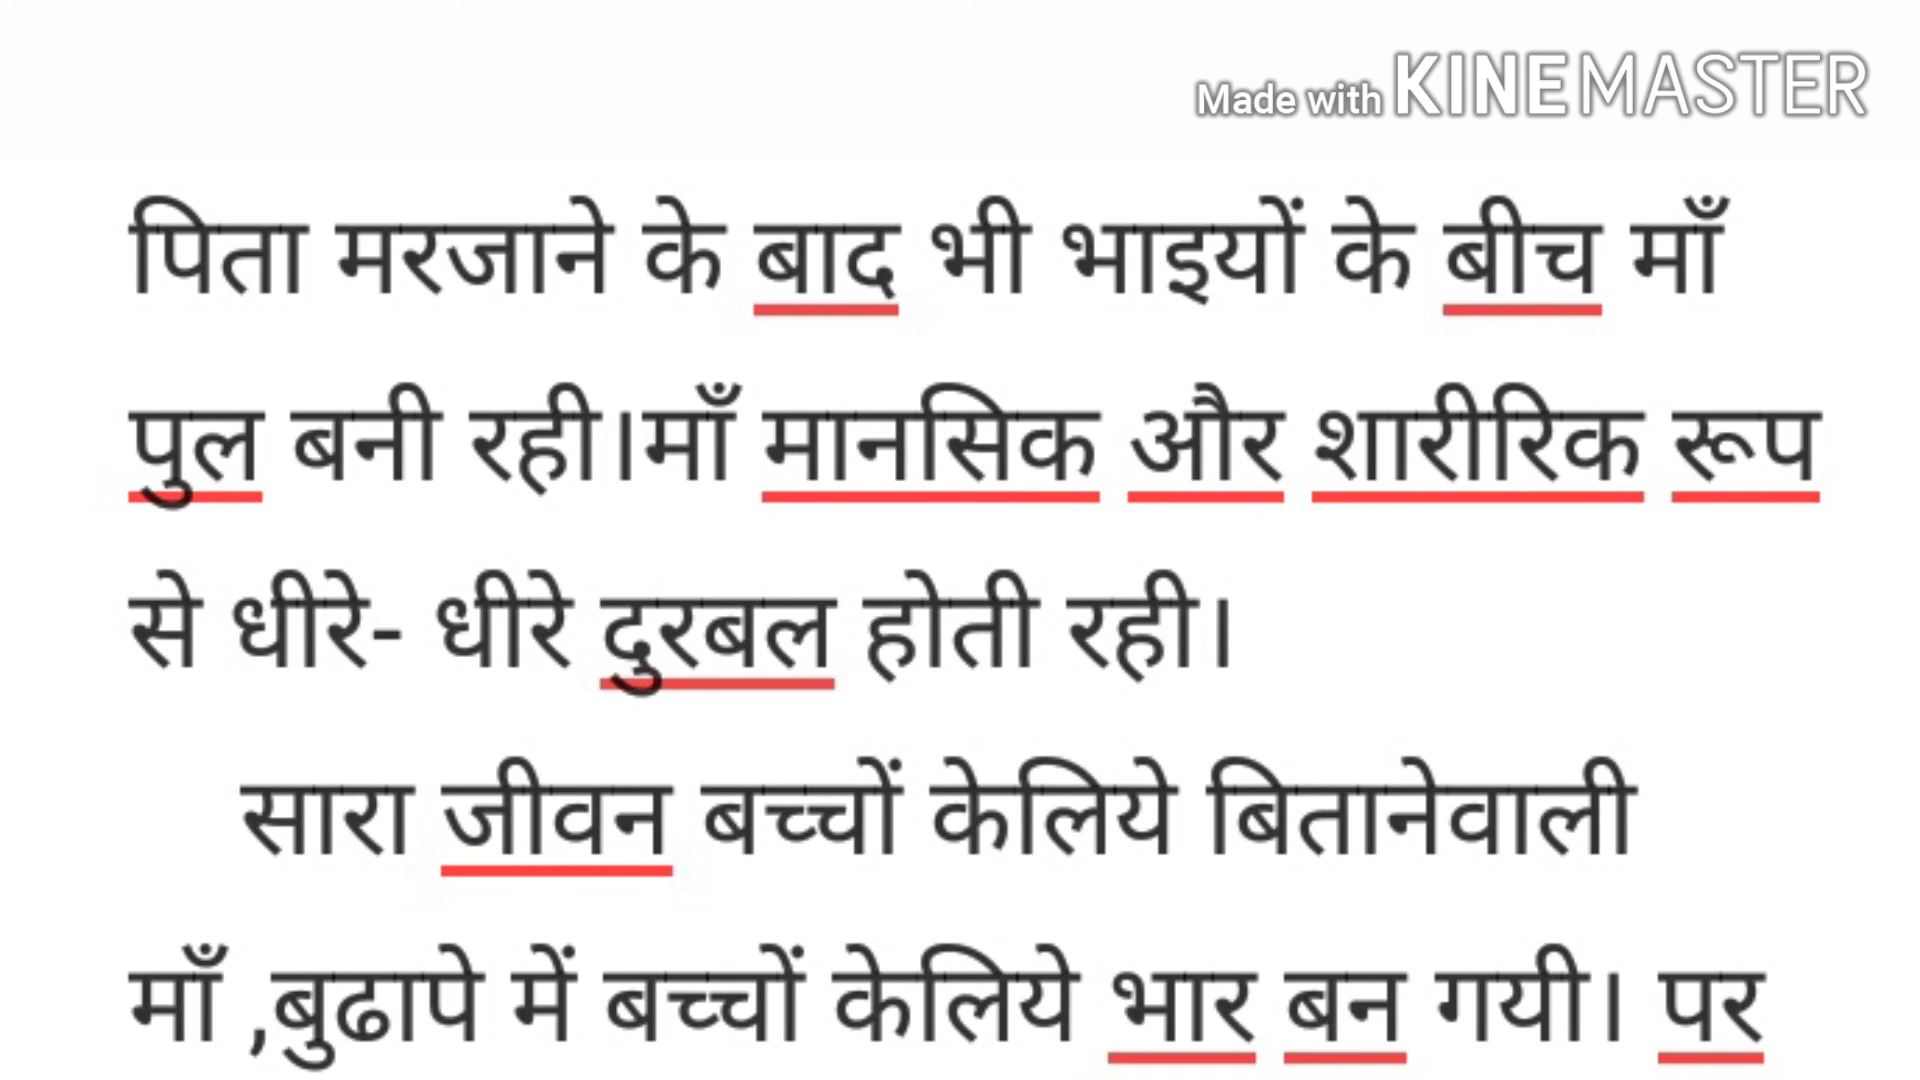 Made with KINEMASTER
पिता मरजाने के बाद भी भाइयों के बीच माँ
पुल बनी रही।माँ मानसिक और शारीरिक रूप
से धीरे- धीरे दुरबल होती रही।
सारा जीवन बच्चों केलिये बितानेवाली
माँ ,बुढापे में बच्चों केलिये भार बन गयी। पर